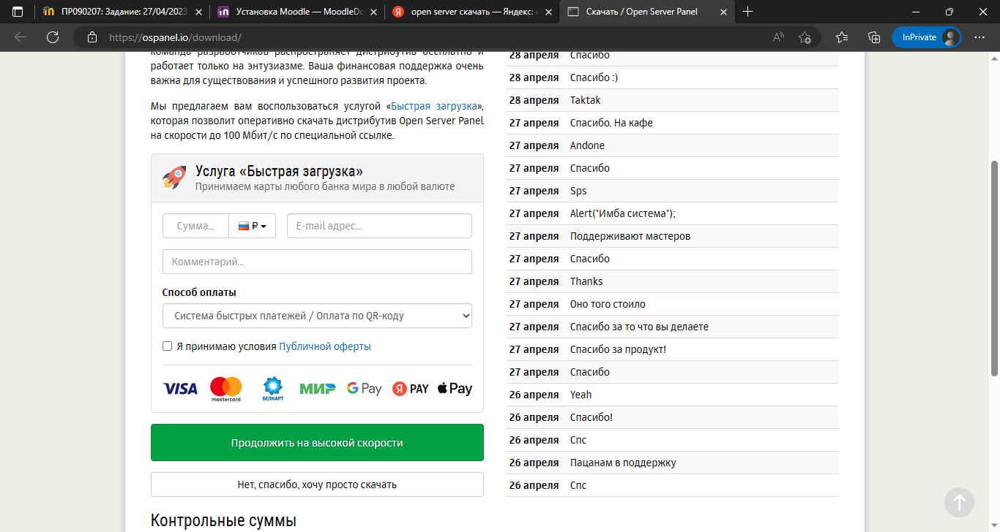 ПР090207: Задание: 27/04/2023
Установка Moodle — MoodleDo
open server скачать — Яндекс:
Скачать / Open Server Panel
https://ospanel.io/download/
InPrivate
команда разработчиков распространяет дистрибутив бесплатно и
работает только на энтузиазме. Ваша финансовая поддержка очень
важна для существования и успешного развития проекта.
Мы предлагаем вам воспользоваться услугой «Быстрая загрузка»,
которая позволит оперативно скачать дистрибутив Open Server Panel
на скорости до 100 Мбит/с по специальной ссылке.
Услуга «Быстрая загрузка»
Принимаем карты любого банка мира в любой валюте
Сумма...
₽
E-mail адрес...
Комментарий...
Способ оплаты
Система быстрых платежей / Оплата по QR-коду
Я принимаю условия Публичной оферты
VISA
mastercard
БЕЛКАРТ
МИР
G Pay
Я PAY
Pay
Продолжить на высокой скорости
Нет, спасибо, хочу просто скачать
Контрольные суммы
28 апреля Спасибо
28 апреля Спасибо :)
28 апреля Taktak
27 апреля Спасибо. На кафе
27 апреля Andone
27 апреля Спасибо
27 апреля Sps
27 апреля Alert("Имба система");
27 апреля Поддерживают мастеров
27 апреля Спасибо
27 апреля Thanks
27 апреля Оно того стоило
27 апреля Спасибо за то что вы делаете
27 апреля Спасибо за продукт!
27 апреля Спасибо
26 апреля Yeah
26 апреля Спасибо!
26 апреля Спс
26 апреля Пацанам в поддержку
26 апреля Спс